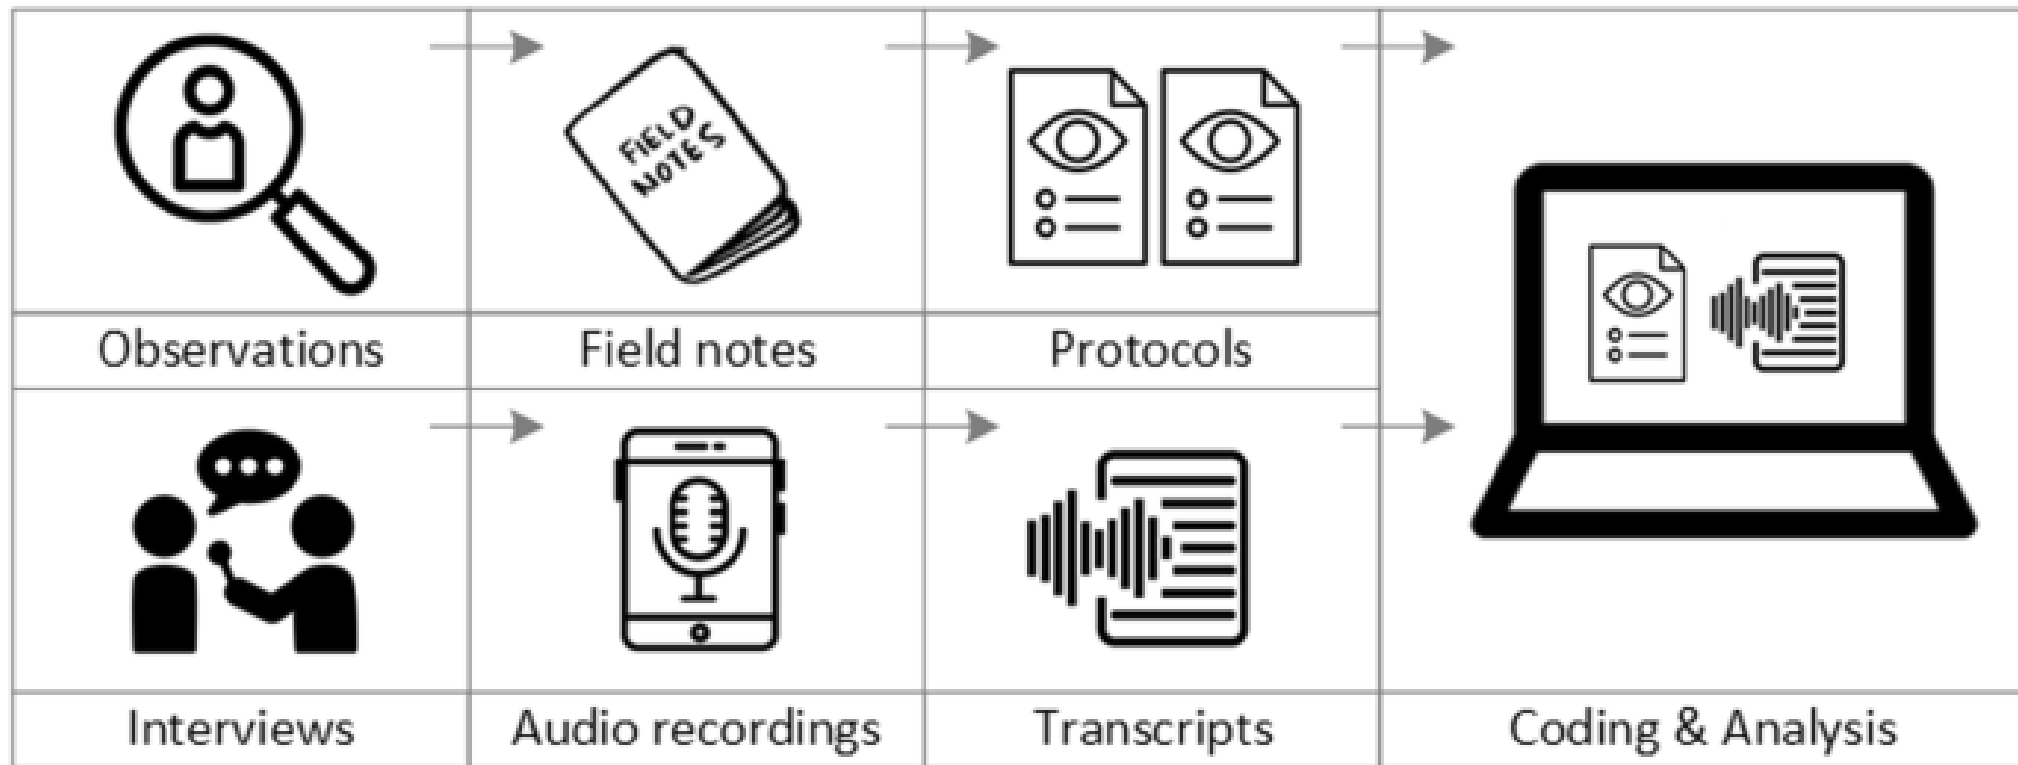 FIELD
NOTES
Observations
Field notes
Protocols
Interviews
Audio recordings
Transcripts
Coding & Analysis